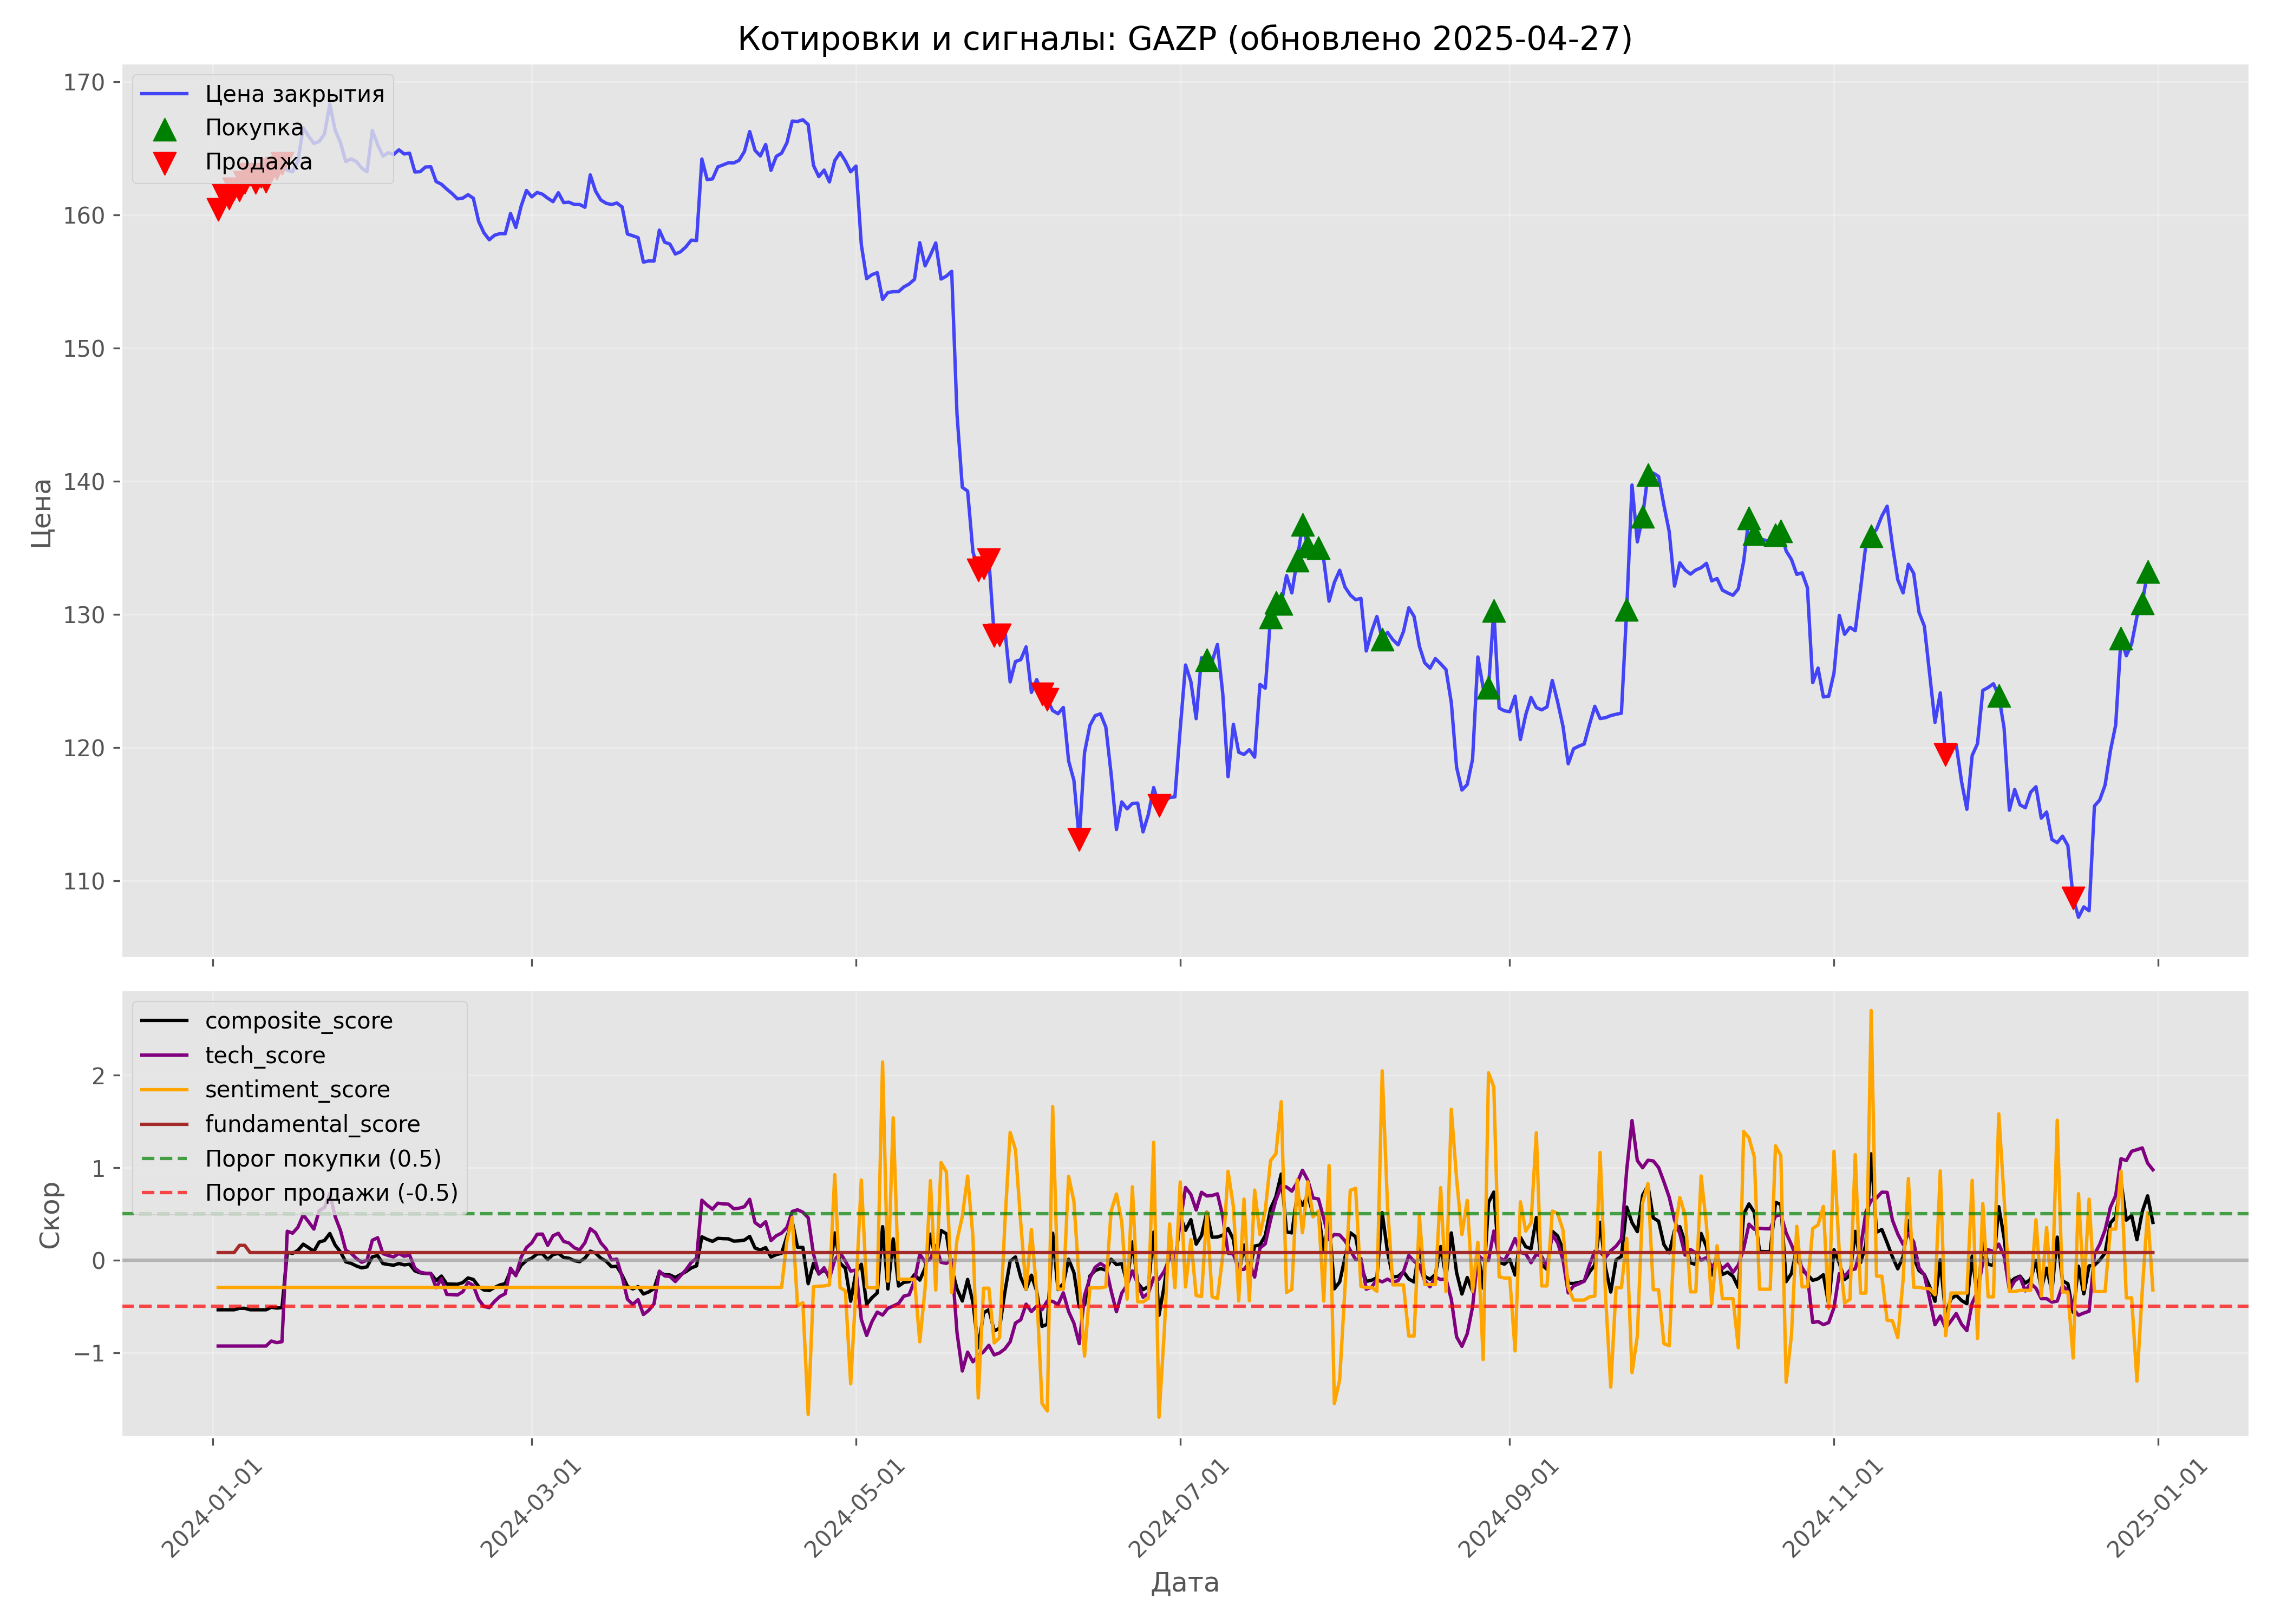 Котировки и сигналы: GAZP (обновлено 2025-04-27)
Цена закрытия
Покупка
Продажа
170
160
150
140
130
120
110
Цена
composite_score
tech_score
sentiment_score
fundamental_score
Порог покупки (0.5)
Порог продажи (-0.5)
2
1
0
−1
Скор
2024-01-01
2024-03-01
2024-05-01
2024-07-01
2024-09-01
2024-11-01
2025-01-01
Дата